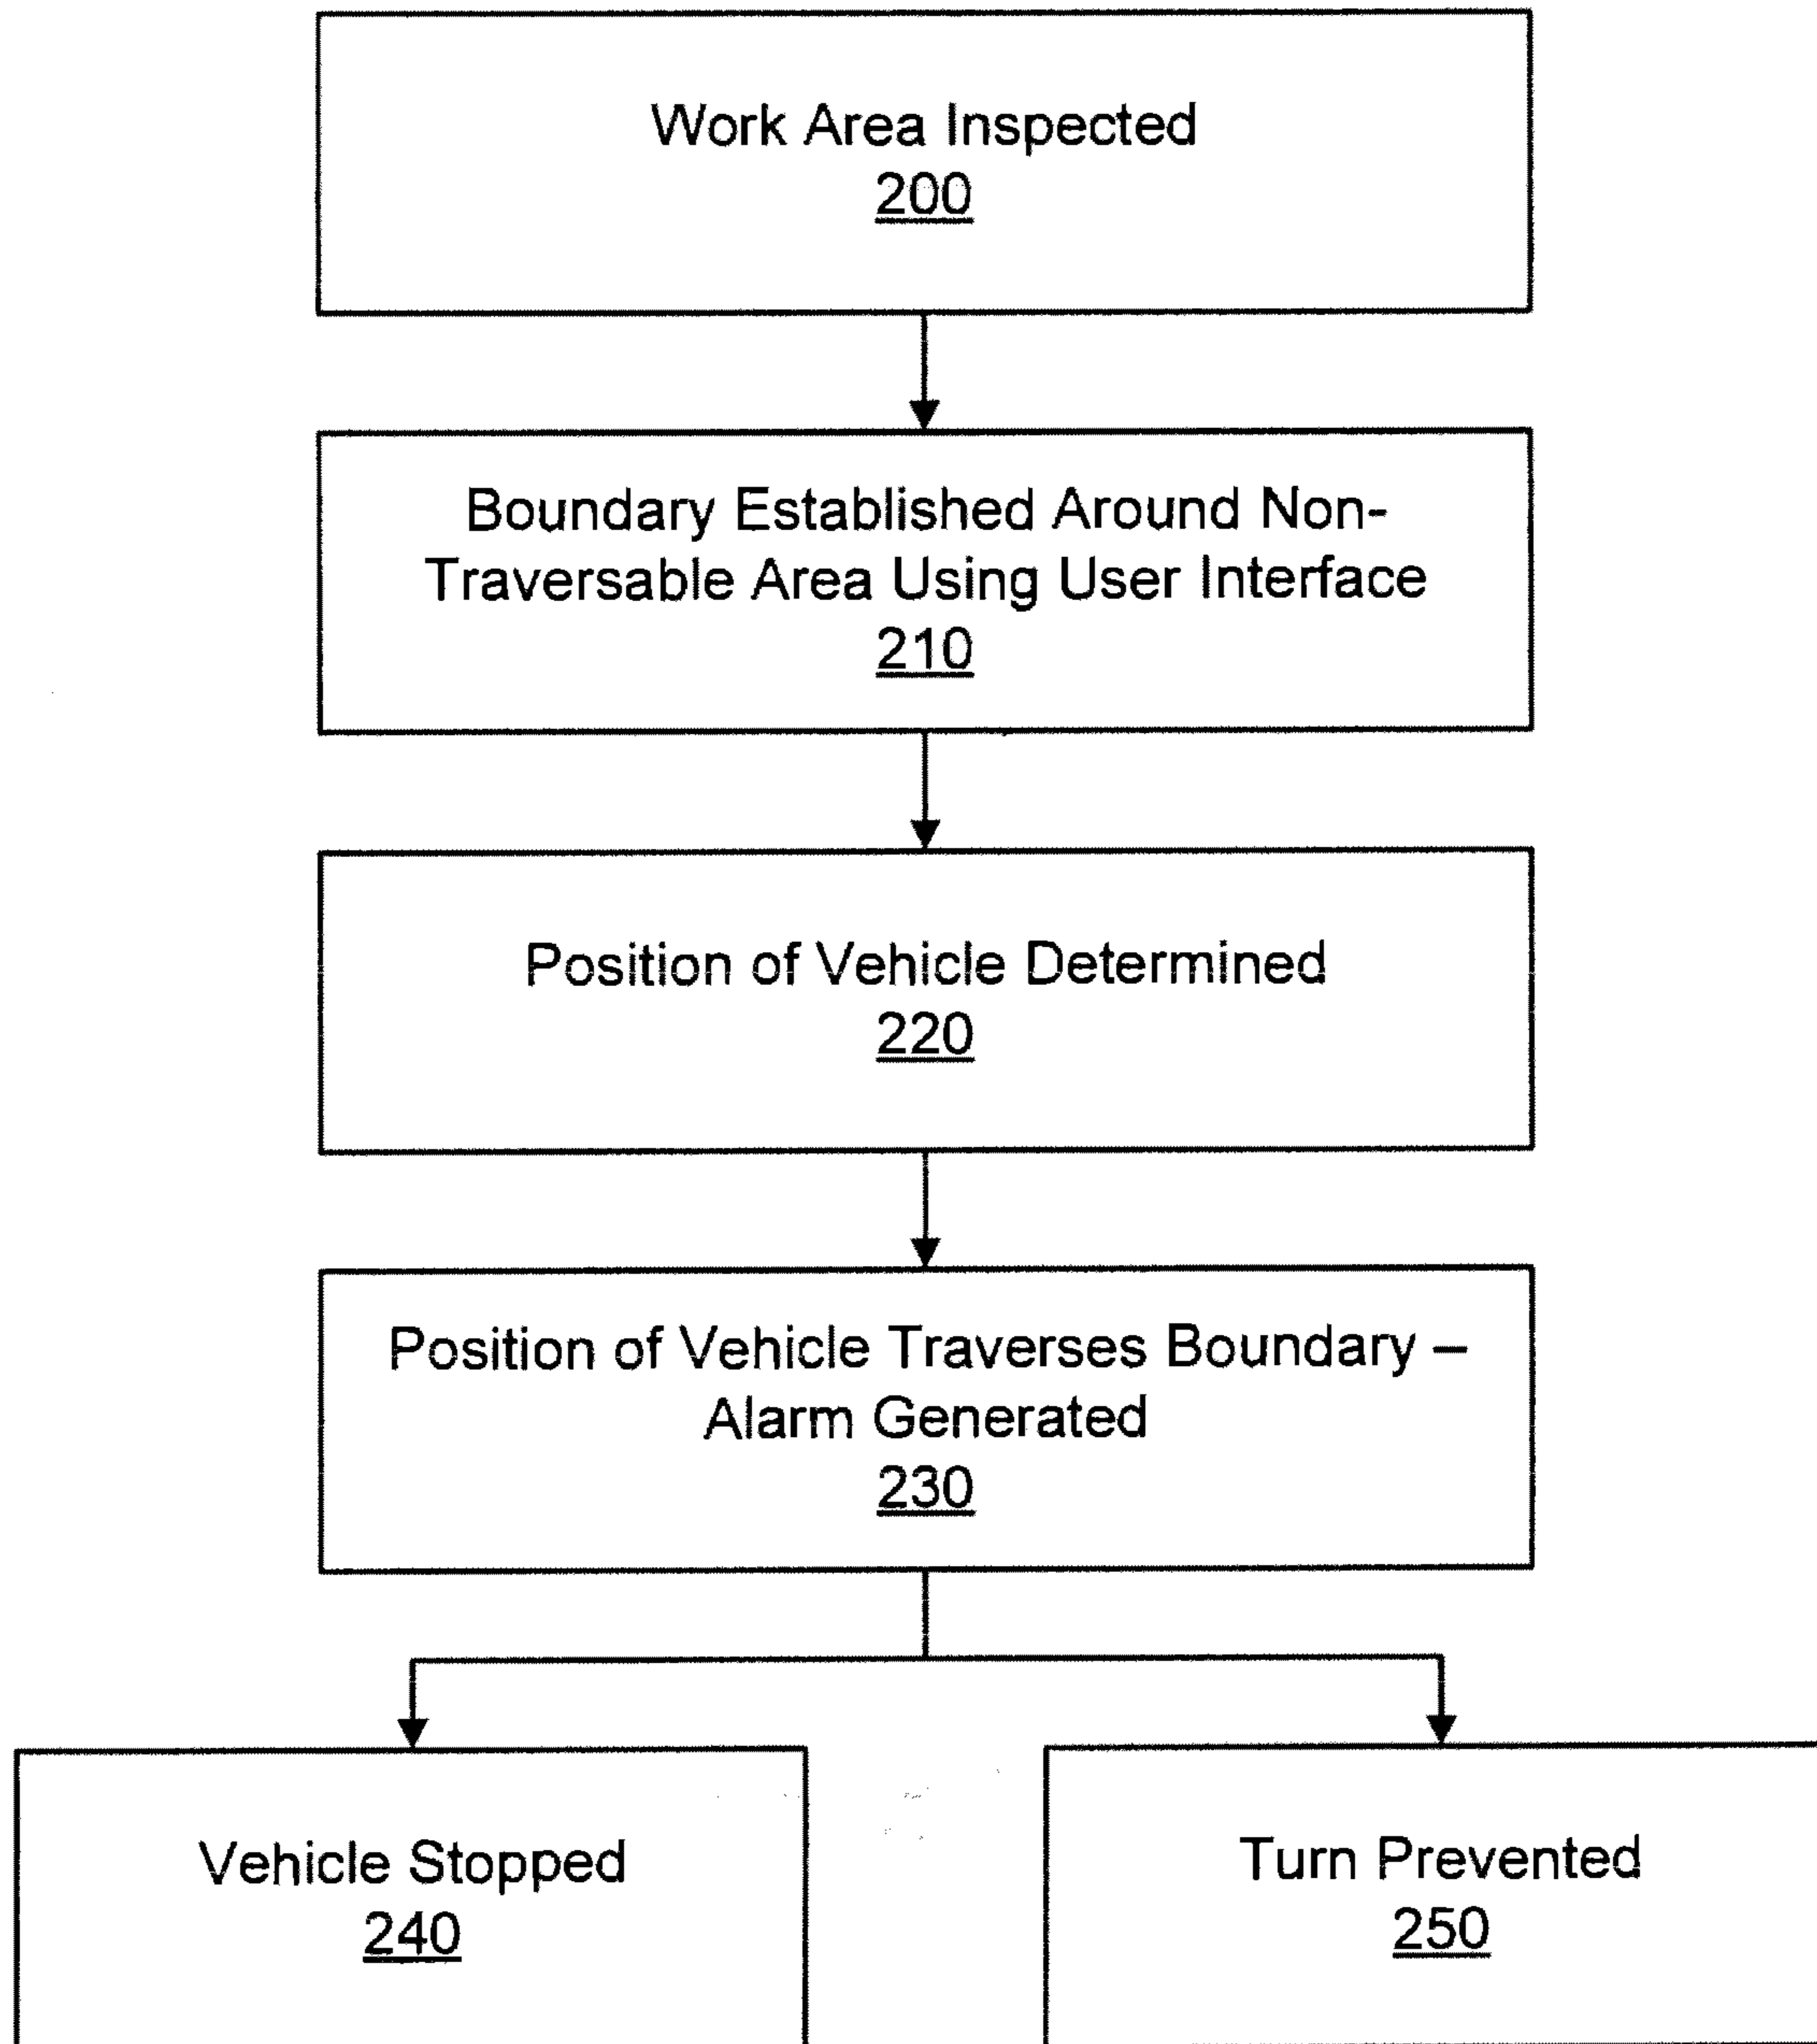 Work Area Inspected
200
Boundary Established Around Non-
Traversable Area Using User Interface
210
Position of Vehicle Determined
220
Position of Vehicle Traverses Boundary –
Alarm Generated
230
Vehicle Stopped
240
Turn Prevented
250